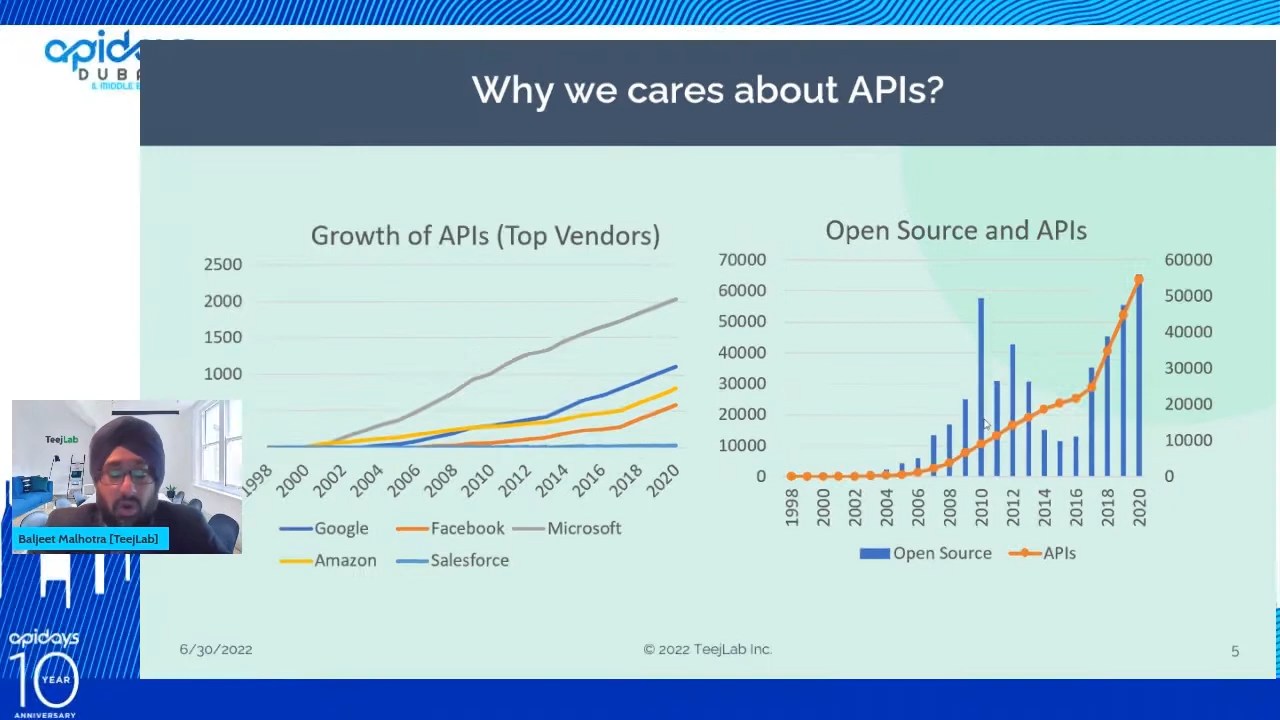 apid
DUBA
& MIDDLE E
Why we cares about APIs?
Growth of APIs (Top Vendors)
2500
2000
1500
1000
1998
2000
2002
2004
2006
2008
2010
2012
2014
2016
2018
2020
Google
Facebook
Microsoft
Amazon
Salesforce
Open Source and APIs
70000
60000
50000
40000
30000
20000
10000
0
60000
50000
40000
30000
20000
10000
0
1998
2000
2002
2004
2006
2008
2010
2012
2014
2016
2018
2020
Open Source
APIs
TeejLab
Baljeet Malhotra [TeejLab]
6/30/2022
© 2022 TeejLab Inc.
5
apidays
10
YEAR
ANNIVERSARY